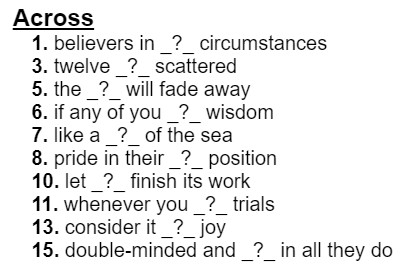 Across
1. believers in _?_ circumstances
3. twelve _?_ scattered
5. the _?_ will fade away
6. if any of you _?_ wisdom
7. like a _?_ of the sea
8. pride in their _?_ position
10. let _?_ finish its work
11. whenever you _?_ trials
13. consider it _?_ joy
15. double-minded and _?_ in all they do